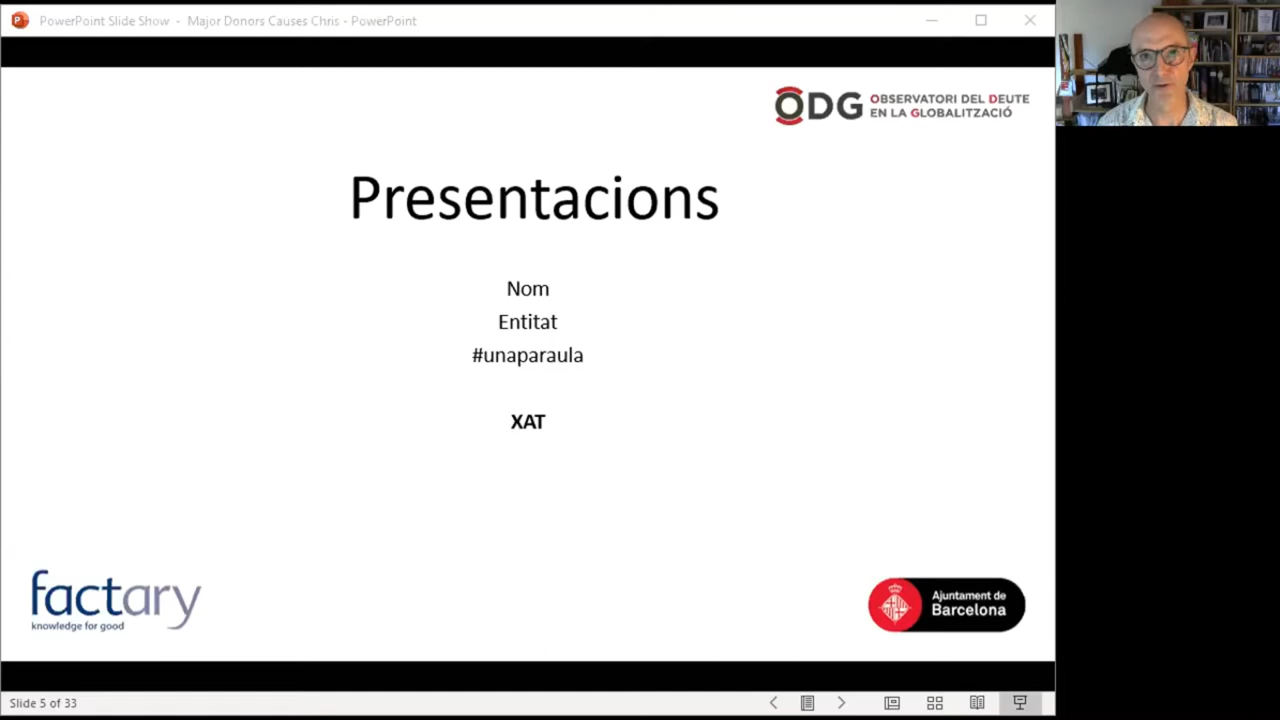 PowerPoint Slide Show - Major Donors Causes Chris - PowerPoint
ODG OBSERVATORI DEL DEUTE
EN LA GLOBALITZACIÓ
Presentacions
Nom
Entitat
#unaparaula
XAT
factary
knowledge for good
Ajuntament de
Barcelona
Slide 5 of 33